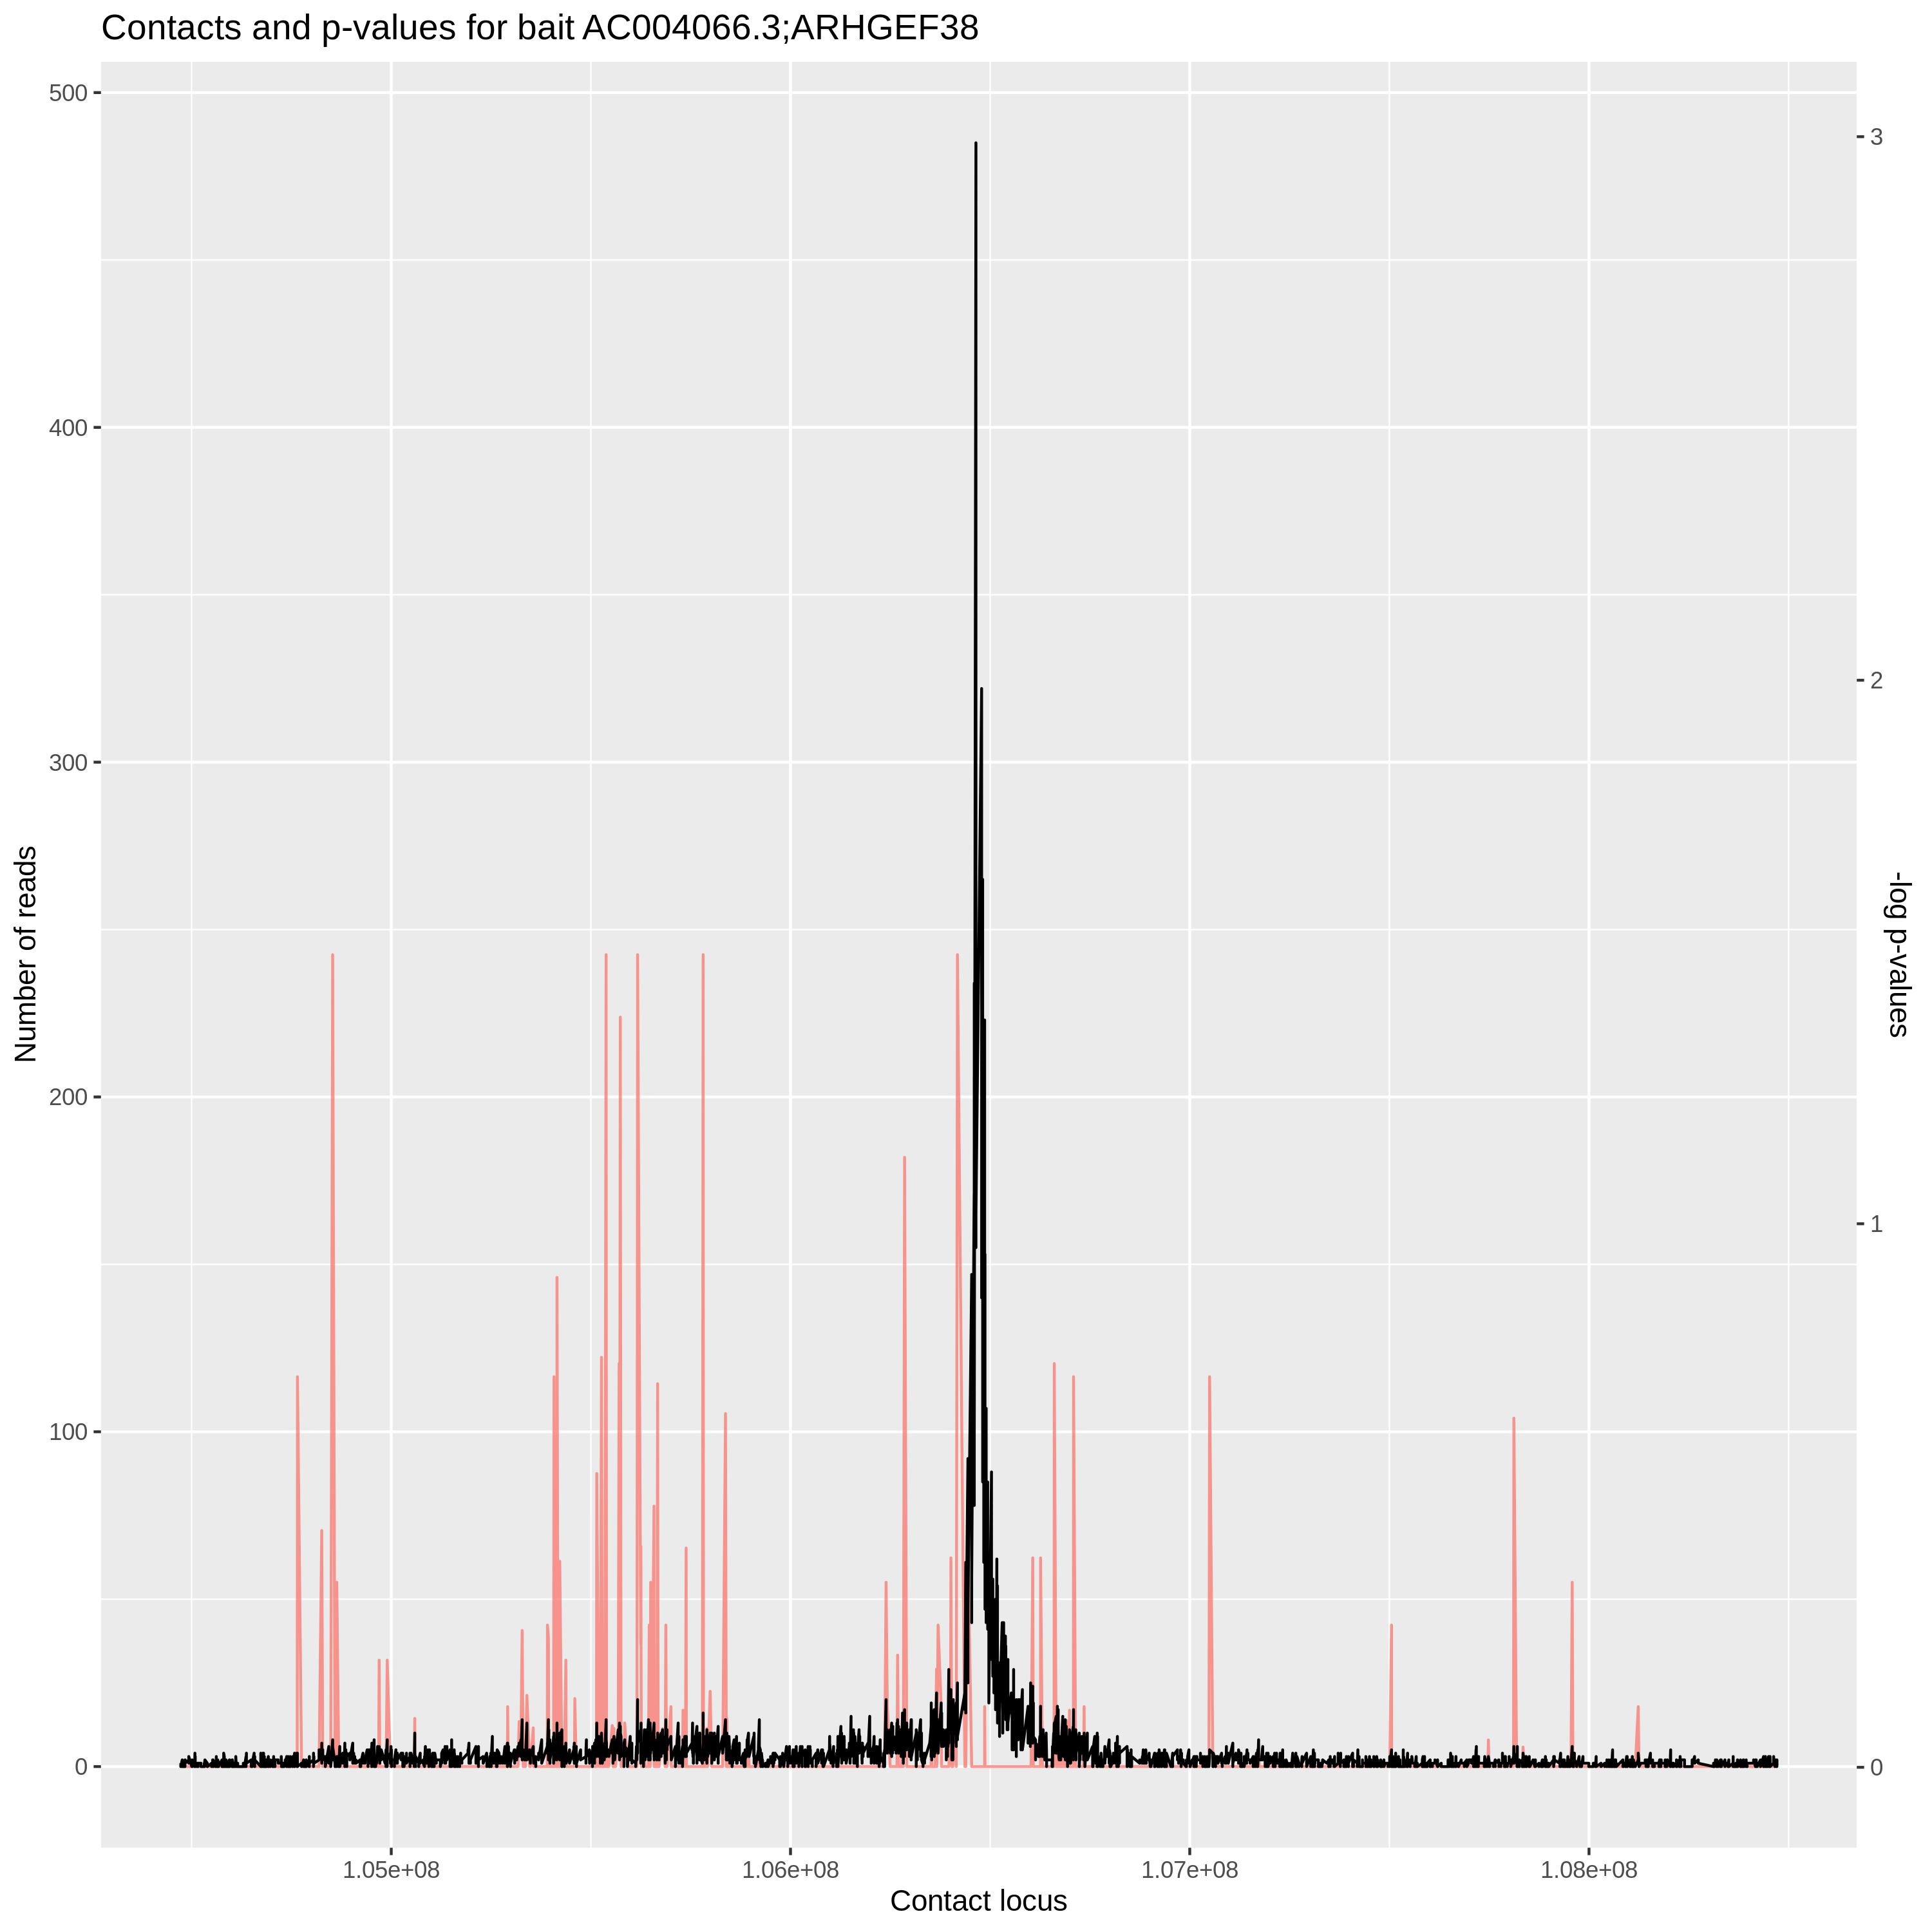 Contacts and p-values for bait AC004066.3;ARHGEF38
500
400
300
200
100
0
Number of reads
3
2
1
0
-log p-values
1.05e+08
1.06e+08
1.07e+08
1.08e+08
Contact locus